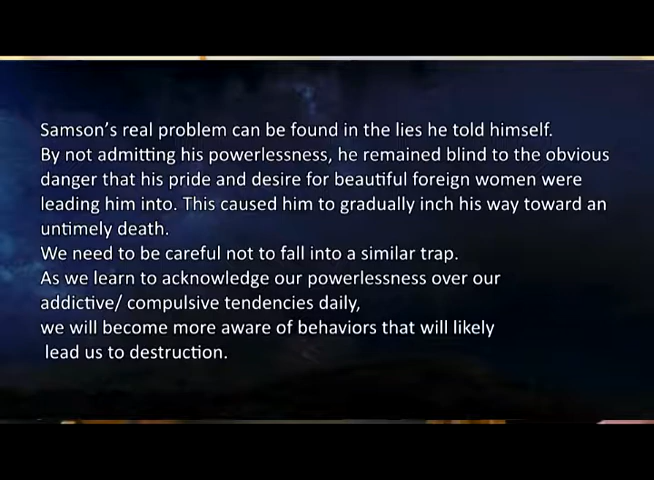 Samson's real problem can be found in the lies he told himself.
By not admitting his powerlessness, he remained blind to the obvious
danger that his pride and desire for beautiful foreign women were
leading him into. This caused him to gradually inch his way toward an
untimely death.
We need to be careful not to fall into a similar trap.
As we learn to acknowledge our powerlessness over our
addictive/ compulsive tendencies daily,
we will become more aware of behaviors that will likely
lead us to destruction.